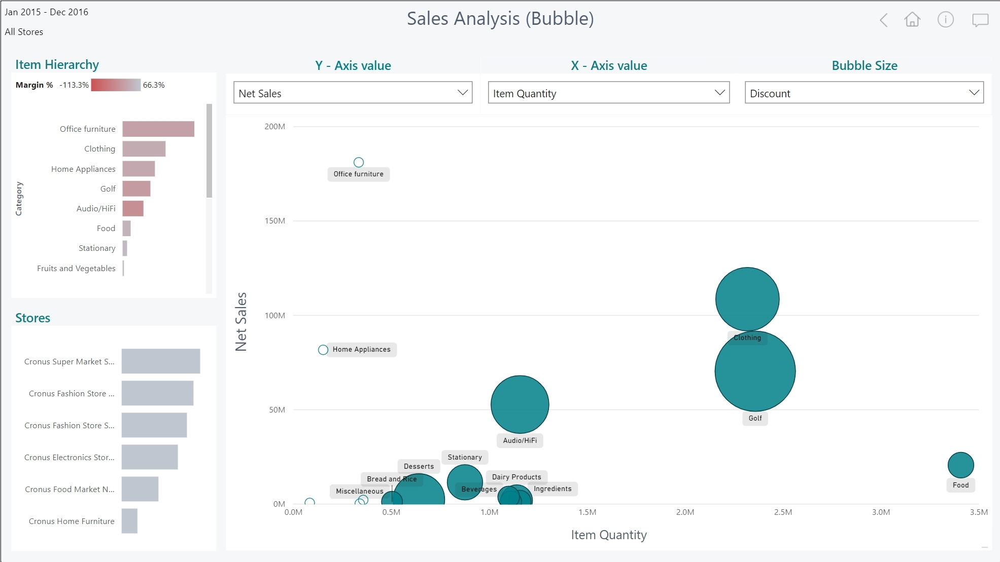 Jan 2015 - Dec 2016
All Stores
Sales Analysis (Bubble)
Item Hierarchy
Margin % -113.3% 66.3%
Category
Office furniture
Clothing
Home Appliances
Golf
Audio/HiFi
Food
Stationary
Fruits and Vegetables
Stores
Cronus Super Market S...
Cronus Fashion Store ...
Cronus Fashion Store S...
Cronus Electronics Stor...
Cronus Food Market N...
Cronus Home Furniture
Y - Axis value
Net Sales
X - Axis value
Item Quantity
Bubble Size
Discount
Net Sales
200M
150M
100M
50M
0M
Office furniture
Home Appliances
Clothing
Golf
Audio/HiFi
Stationary
Desserts
Bread and Rice
Miscellaneous
Dairy Products
Beverages
Ingredients
Food
0.0M 0.5M 1.0M 1.5M 2.0M 2.5M 3.0M 3.5M
Item Quantity